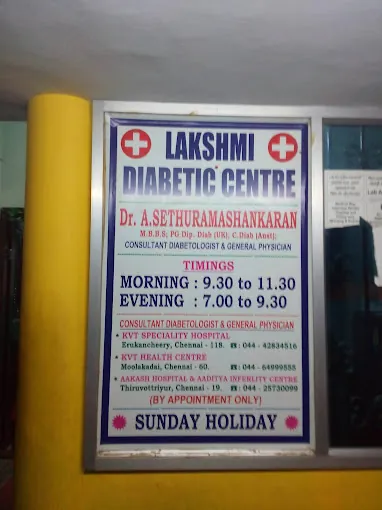 LAKSHMI
DIABETIC CENTRE
Dr. A.SETHURAMASHANKARAN
M.B.B.S; PG Dip. Diab (UK); C.Diab (Aust);
CONSULTANT DIABETOLOGIST & GENERAL PHYSICIAN
TIMINGS
MORNING : 9.30 to 11.30
EVENING : 7.00 to 9.30
CONSULTANT DIABETOLOGIST & GENERAL PHYSICIAN
• KVT SPECIALITY HOSPITAL
Erukancheery, Chennai - 118. ☎: 044 - 42834516
• KVT HEALTH CENTRE
Moolakadai, Chennai - 60. ☎: 044 - 64999555
• AAKASH HOSPITAL & AADITYA INFERLITY CENTRE
Thiruvottriyur, Chennai - 19. ☎: 044 - 25730099
(BY APPOINTMENT ONLY)
SUNDAY HOLIDAY